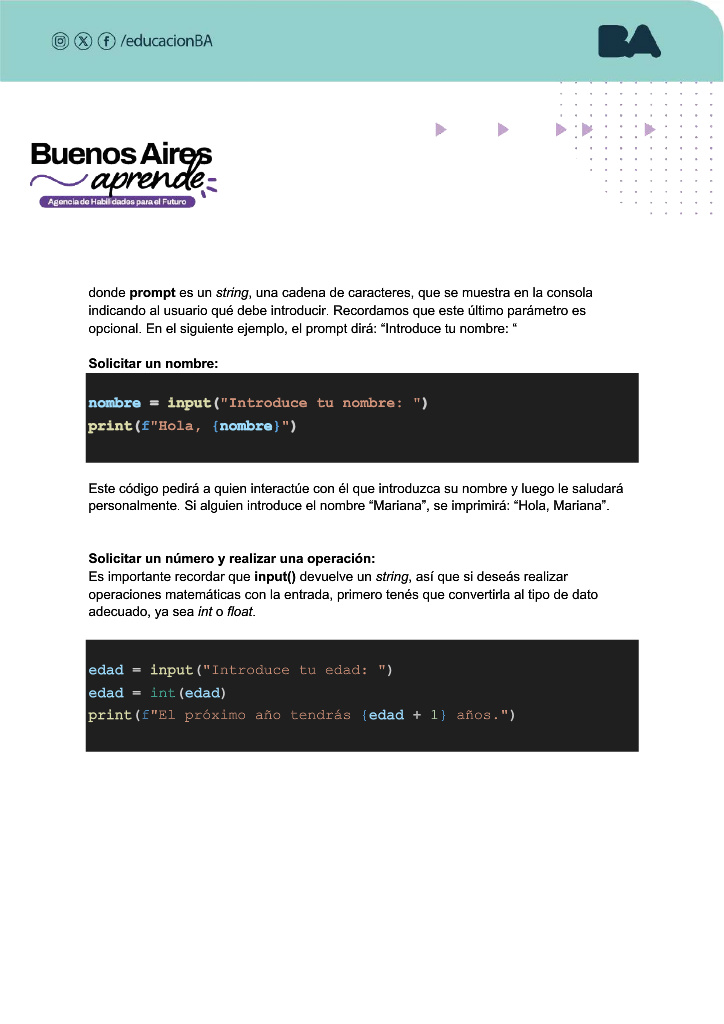 /educacionBA
BA
Buenos Aires
aprende
Agencia de Habilidades para el Futuro
donde prompt es un string, una cadena de caracteres, que se muestra en la consola
indicando al usuario qué debe introducir. Recordamos que este último parámetro es
opcional. En el siguiente ejemplo, el prompt dirá: “Introduce tu nombre: “
Solicitar un nombre:
nombre = input("Introduce tu nombre: ")
print(f"Hola, {nombre}")
Este código pedirá a quien interactúe con él que introduzca su nombre y luego le saludará
personalmente. Si alguien introduce el nombre “Mariana”, se imprimirá: “Hola, Mariana”.
Solicitar un número y realizar una operación:
Es importante recordar que input() devuelve un string, así que si deseás realizar
operaciones matemáticas con la entrada, primero tenés que convertirla al tipo de dato
adecuado, ya sea int o float.
edad = input("Introduce tu edad: ")
edad = int(edad)
print(f"El próximo año tendrás {edad + 1} años.")